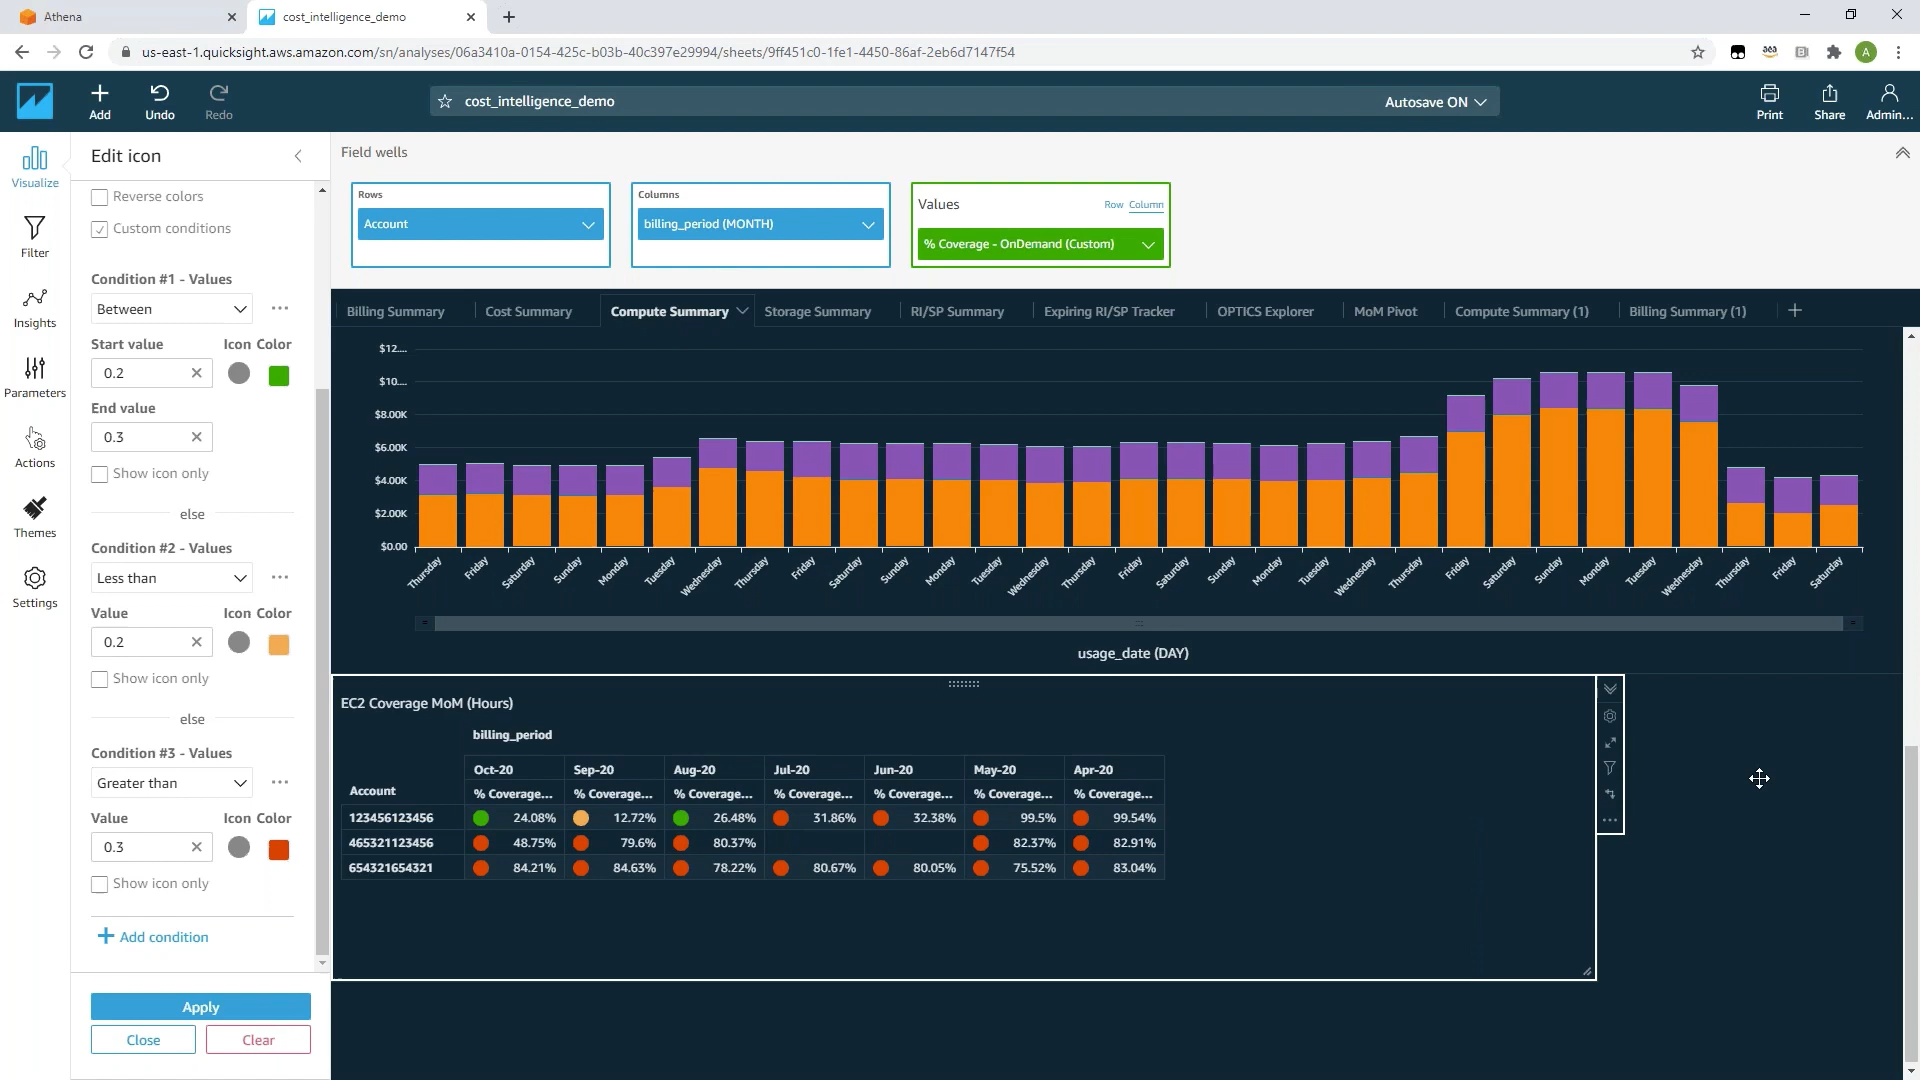 Athena
cost_intelligence_demo
us-east-1.quicksight.aws.amazon.com/sn/analyses/06a3410a-0154-425c-b03b-40c397e29994/sheets/9ff451c0-1fe1-4450-86af-2eb6d7147f54
A
Add
Undo
Redo
cost_intelligence_demo
Autosave ON
Print
Share
Admin...
Visualize
Filter
Insights
Parameters
Actions
Themes
Settings
Edit icon
Reverse colors
Custom conditions
Condition #1 - Values
Between
Start value Icon Color
0.2
End value
0.3
Show icon only
else
Condition #2 - Values
Less than
Value Icon Color
0.2
Show icon only
else
Condition #3 - Values
Greater than
Value Icon Color
0.3
Show icon only
Add condition
Apply
Close Clear
Field wells
Rows
Account
Columns
billing_period (MONTH)
Values Row Column
% Coverage - OnDemand (Custom)
Billing Summary Cost Summary Compute Summary Storage Summary RI/SP Summary Expiring RI/SP Tracker OPTICS Explorer MoM Pivot Compute Summary (1) Billing Summary (1)
$12....
$10....
$8.00K
$6.00K
$4.00K
$2.00K
$0.00
Thursday Friday Saturday Sunday Monday Tuesday Wednesday Thursday Friday Saturday Sunday Monday Tuesday Wednesday Thursday Friday Saturday Sunday Monday Tuesday Wednesday Thursday Friday Saturday Sunday Monday Tuesday Wednesday Thursday Friday Saturday
usage_date (DAY)
EC2 Coverage MoM (Hours)
billing_period
Oct-20 Sep-20 Aug-20 Jul-20 Jun-20 May-20 Apr-20
Account % Coverage... % Coverage... % Coverage... % Coverage... % Coverage... % Coverage... % Coverage...
123456123456 24.08% 12.72% 26.48% 31.86% 32.38% 99.5% 99.54%
465321123456 48.75% 79.6% 80.37% 82.37% 82.91%
654321654321 84.21% 84.63% 78.22% 80.67% 80.05% 75.52% 83.04%